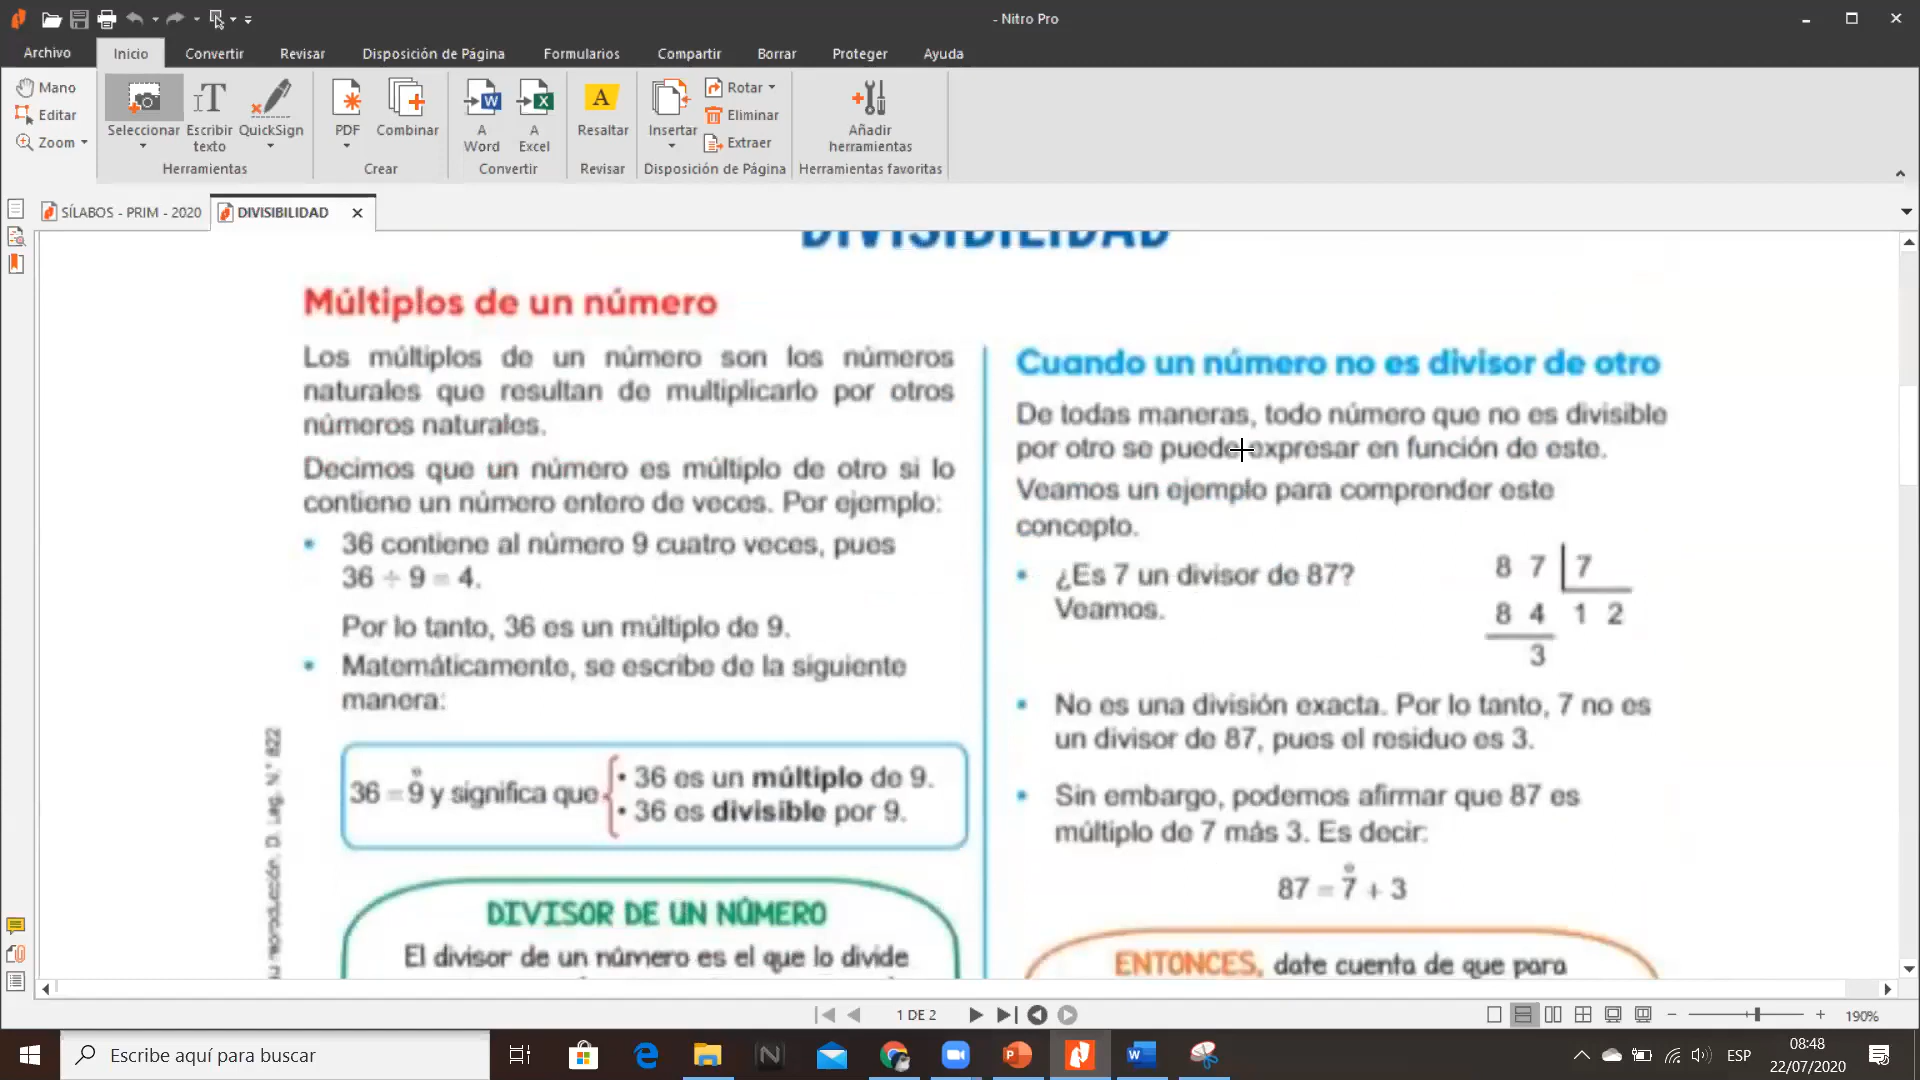 - Nitro Pro
Archivo Inicio Convertir Revisar Disposición de Página Formularios Compartir Borrar Proteger Ayuda
Mano
Editar
Zoom
Seleccionar
Escribir
texto
QuickSign
Herramientas
PDF
Combinar
Crear
A
Word
A
Excel
Convertir
Resaltar
Revisar
Insertar
Rotar
Eliminar
Extraer
Disposición de Página
Añadir
herramientas
Herramientas favoritas
SÍLABOS - PRIM - 2020
DIVISIBILIDAD
DIVISIBILIDAD
Múltiplos de un número
Los múltiplos de un número son los números
naturales que resultan de multiplicarlo por otros
números naturales.
Decimos que un número es múltiplo de otro si lo
contiene un número entero de veces. Por ejemplo:
• 36 contiene al número 9 cuatro veces, pues
36 ÷ 9 = 4.
Por lo tanto, 36 es un múltiplo de 9.
• Matemáticamente, se escribe de la siguiente
manera:
36 = 9̊ y significa que
• 36 es un múltiplo de 9.
• 36 es divisible por 9.
DIVISOR DE UN NÚMERO
El divisor de un número es el que lo divide
reproducción. D. Leg. N.° 822
Cuando un número no es divisor de otro
De todas maneras, todo número que no es divisible
por otro se puede expresar en función de este.
Veamos un ejemplo para comprender este
concepto.
• ¿Es 7 un divisor de 87?
Veamos.
8 7 7
8 4 1 2
3
• No es una división exacta. Por lo tanto, 7 no es
un divisor de 87, pues el residuo es 3.
• Sin embargo, podemos afirmar que 87 es
múltiplo de 7 más 3. Es decir:
87 = 7̊ + 3
ENTONCES, date cuenta de que para
1 DE 2
190%
Escribe aquí para buscar
ESP
08:48
22/07/2020